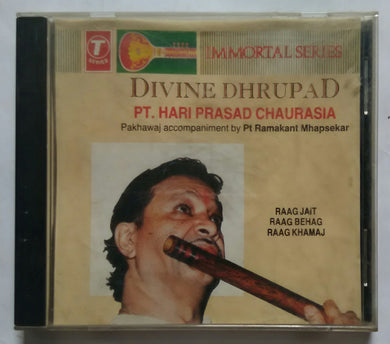 T
SERIES
IMMORTAL SERIES
DIVINE DHRUPAD
PT. HARI PRASAD CHAURASIA
Pakhawaj accompaniment by Pt Ramakant Mhapsekar
RAAG JAIT
RAAG BEHAG
RAAG KHAMAJ